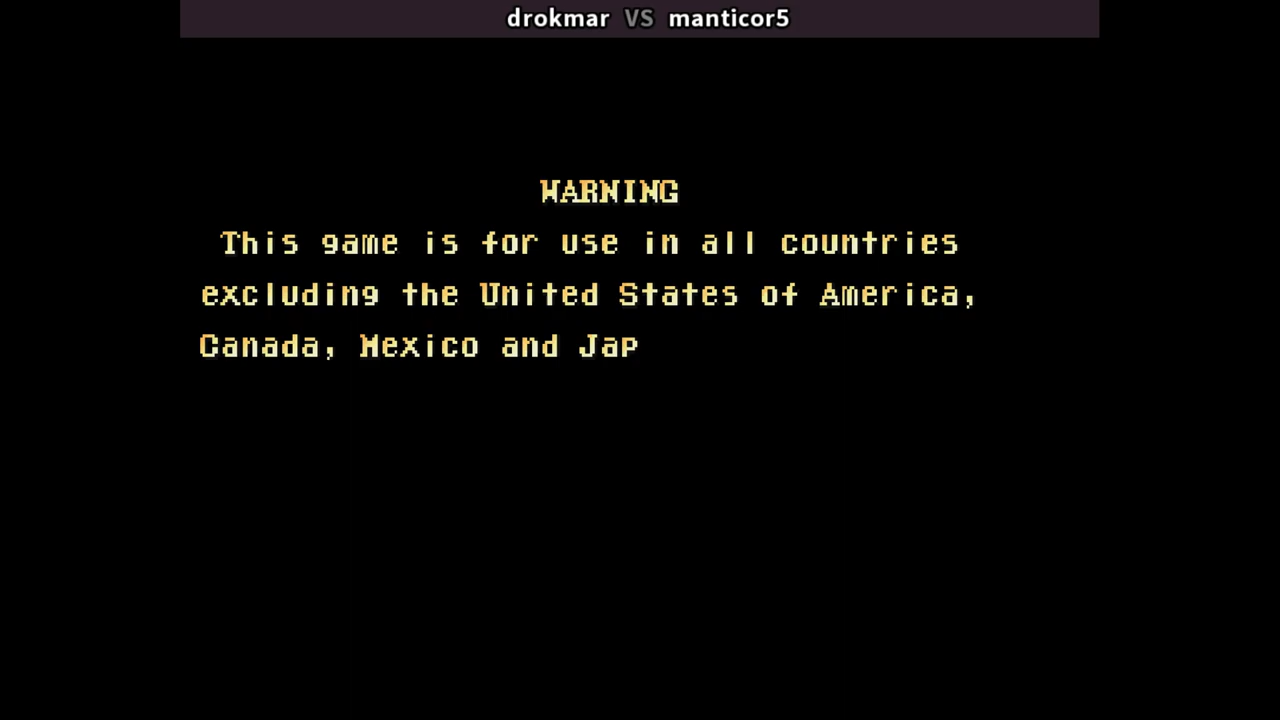 drokmar VS manticor5
WARNING
This game is for use in all countries
excluding the United States of America,
Canada, Mexico and Jap